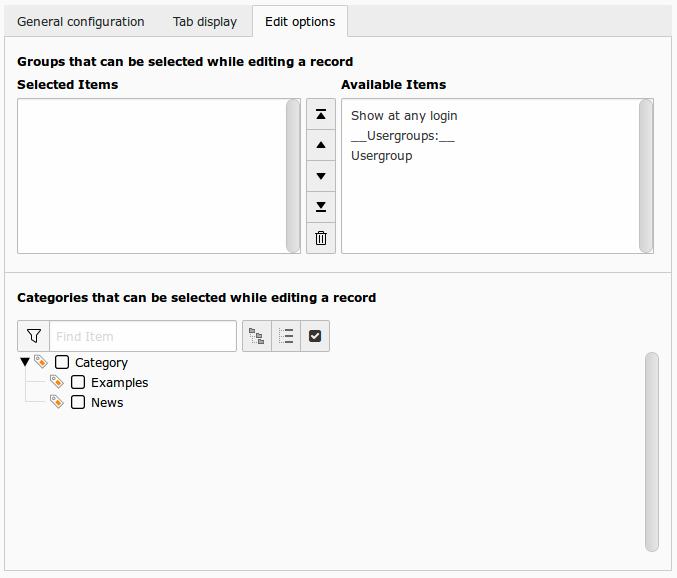 General configuration Tab display Edit options
Groups that can be selected while editing a record
Selected Items Available Items
Show at any login
__Usergroups:__
Usergroup
Categories that can be selected while editing a record
Find Item
Category
Examples
News